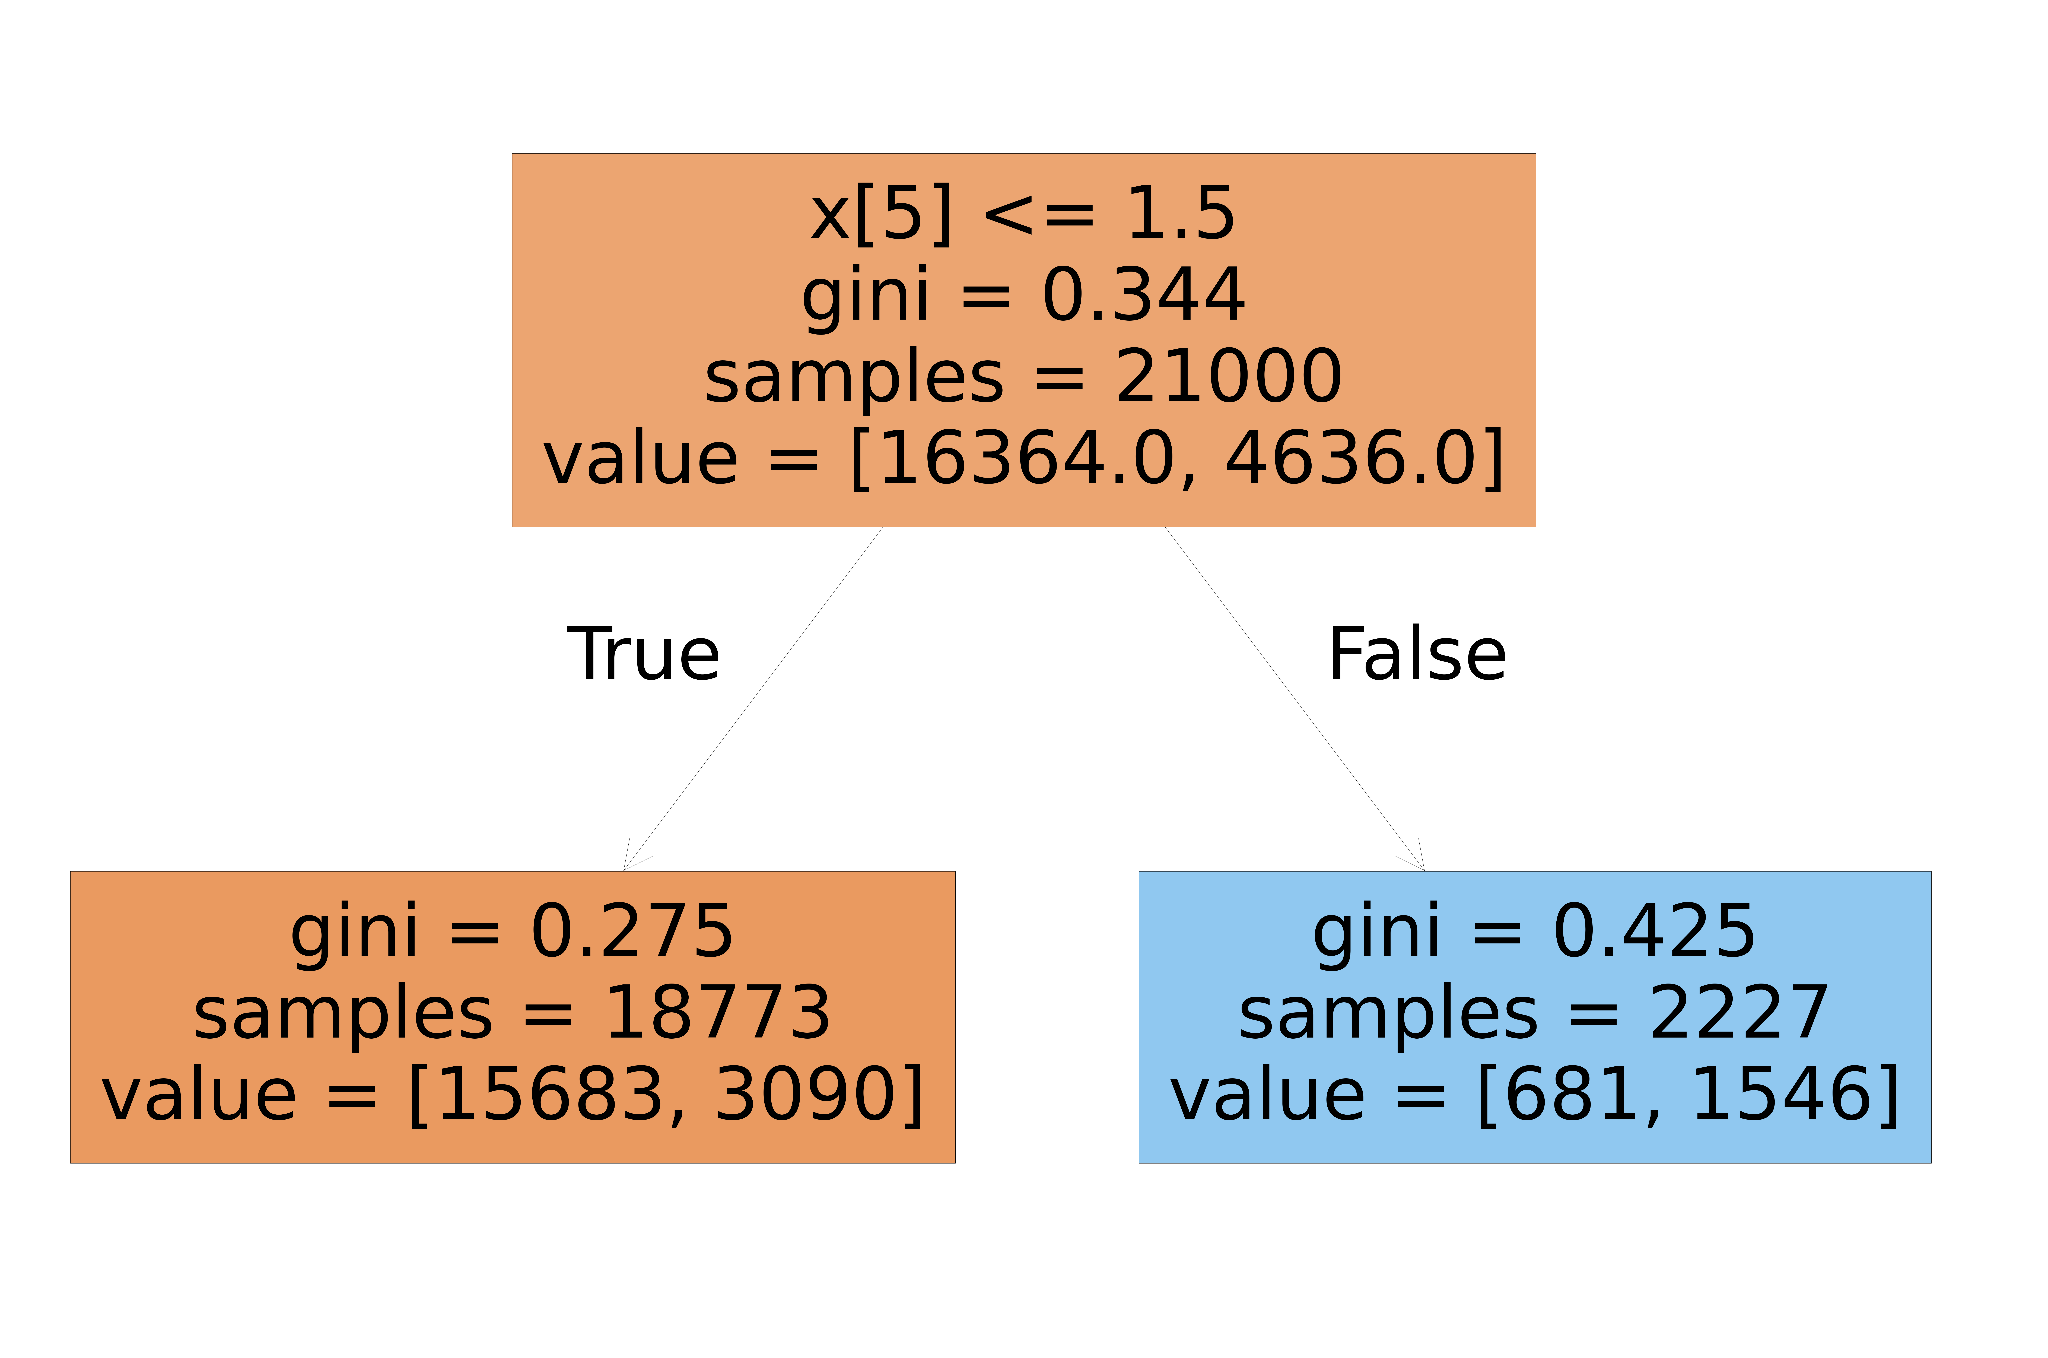 x[5] <= 1.5
gini = 0.344
samples = 21000
value = [16364.0, 4636.0]
True
False
gini = 0.275
samples = 18773
value = [15683, 3090]
gini = 0.425
samples = 2227
value = [681, 1546]